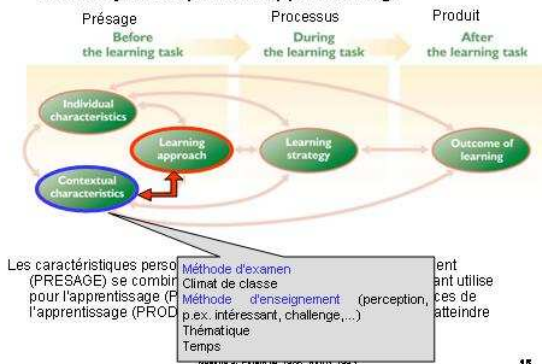 Présage Processus Produit
Before During After
the learning task the learning task the learning task
Individual
characteristics
Learning
approach
Learning
strategy
Outcome of
learning
Contextual
characteristics
Les caractéristiques perso
(PRESAGE) se combin
pour l'apprentissage (P
l'apprentissage (PROD
Méthode d'examen
Climat de classe
Méthode d'enseignement (perception,
p.ex. intéressant, challenge,...)
Thématique
Temps
ent
ant utilise
ces de
atteindre
15